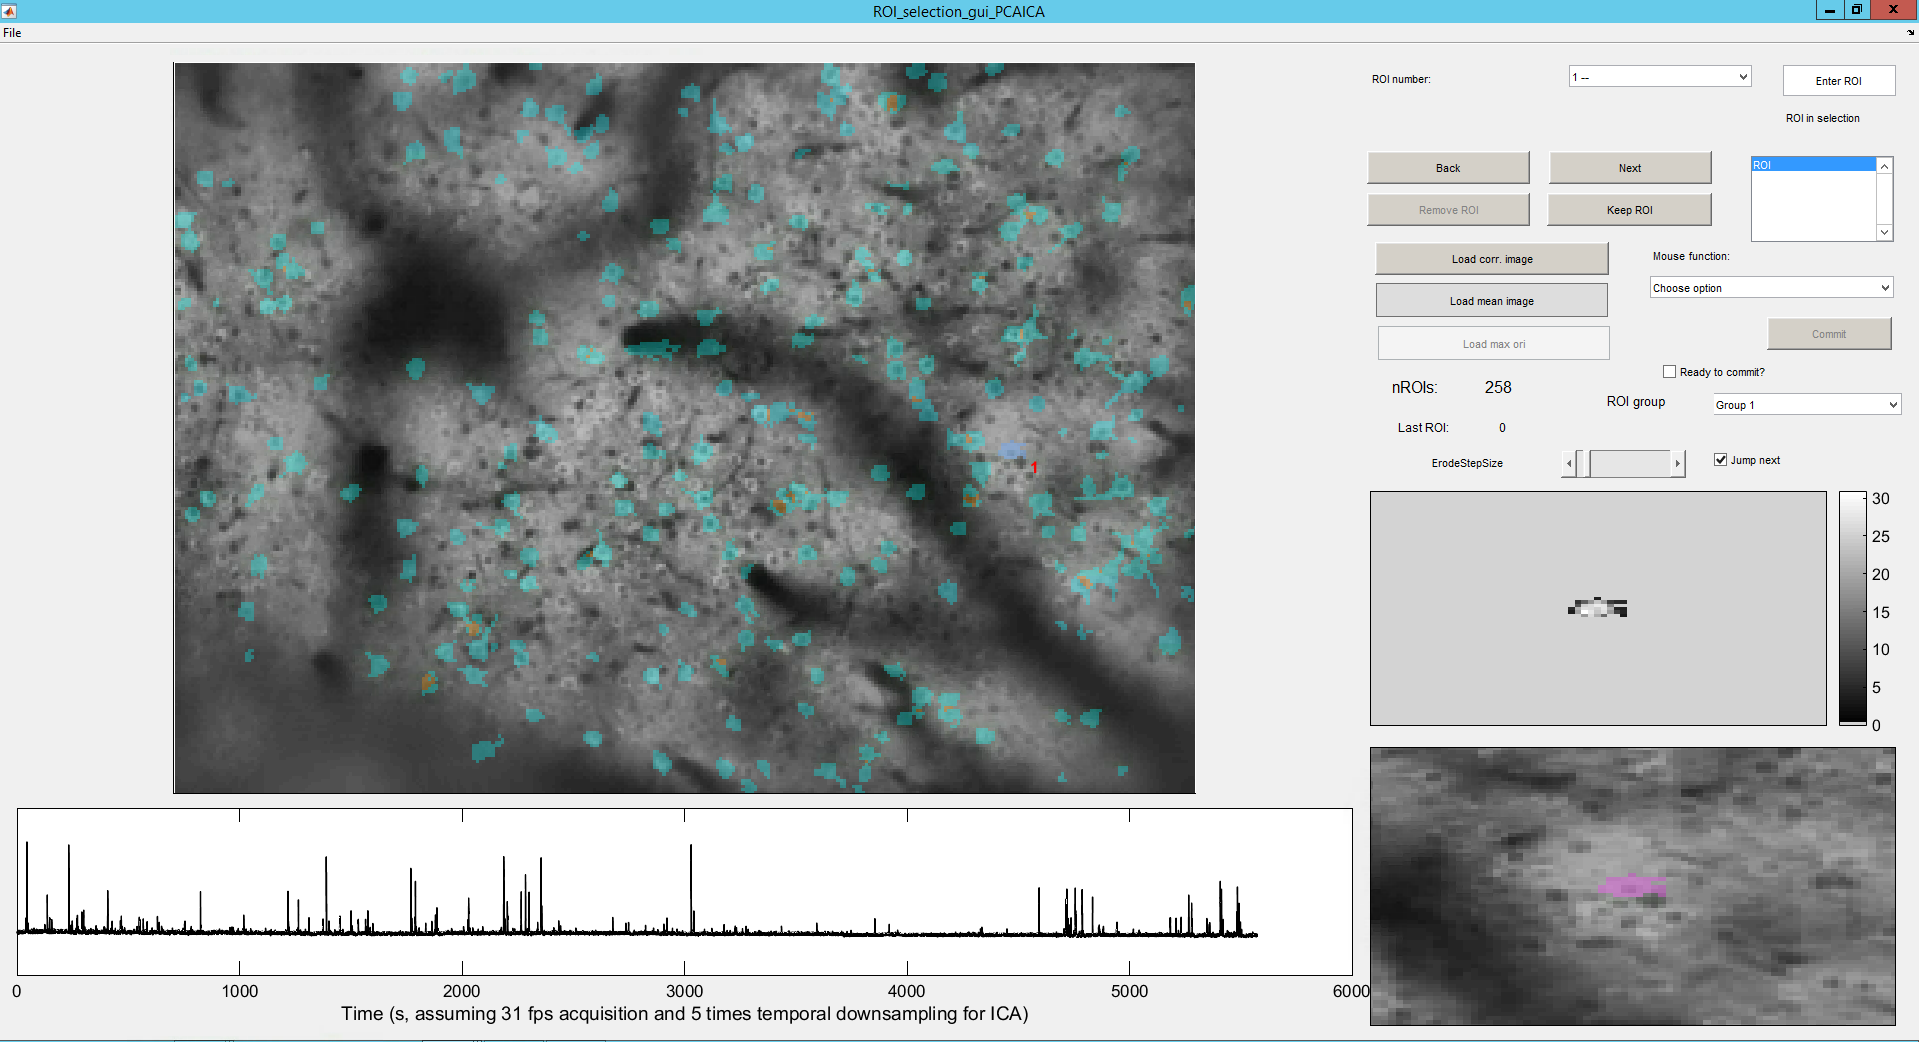 ROI_selection_gui_PCAICA
File
ROI number:
1 --
Enter ROI
ROI in selection
Back
Next
ROI
Remove ROI
Keep ROI
Load corr. image
Mouse function:
Choose option
Load mean image
Commit
Load max ori
Ready to commit?
nROIs: 258
ROI group
Group 1
Last ROI: 0
ErodeStepSize
Jump next
1
30
25
20
15
10
5
0
0 1000 2000 3000 4000 5000 6000
Time (s, assuming 31 fps acquisition and 5 times temporal downsampling for ICA)